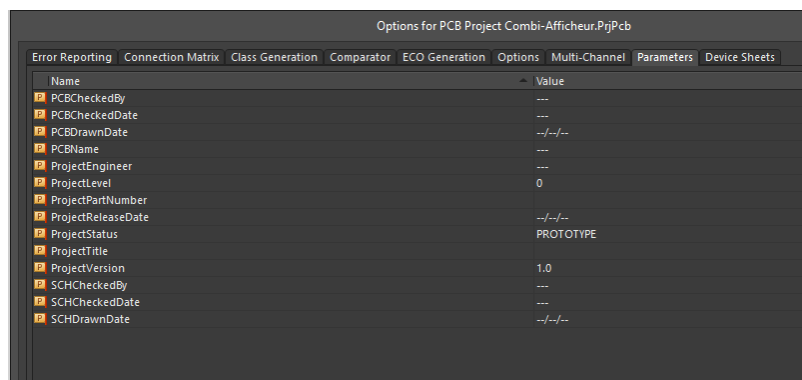 Options for PCB Project Combi-Afficheur.PrjPcb
Error Reporting Connection Matrix Class Generation Comparator ECO Generation Options Multi-Channel Parameters Device Sheets
Name Value
P PCBCheckedBy ---
P PCBCheckedDate ---
P PCBDrawnDate --/--/--
P PCBName ---
P ProjectEngineer ---
P ProjectLevel 0
P ProjectPartNumber
P ProjectReleaseDate --/--/--
P ProjectStatus PROTOTYPE
P ProjectTitle
P ProjectVersion 1.0
P SCHCheckedBy ---
P SCHCheckedDate ---
P SCHDrawnDate --/--/--